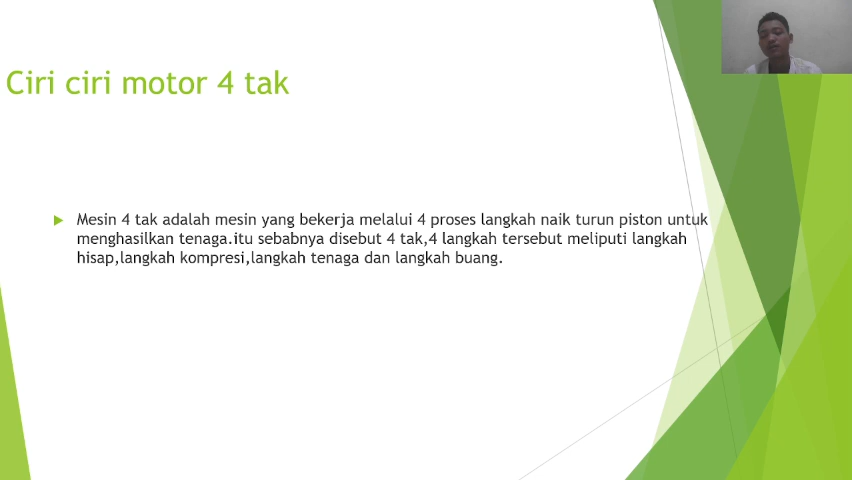 Ciri ciri motor 4 tak
Mesin 4 tak adalah mesin yang bekerja melalui 4 proses langkah naik turun piston untuk
menghasilkan tenaga.itu sebabnya disebut 4 tak,4 langkah tersebut meliputi langkah
hisap,langkah kompresi,langkah tenaga dan langkah buang.